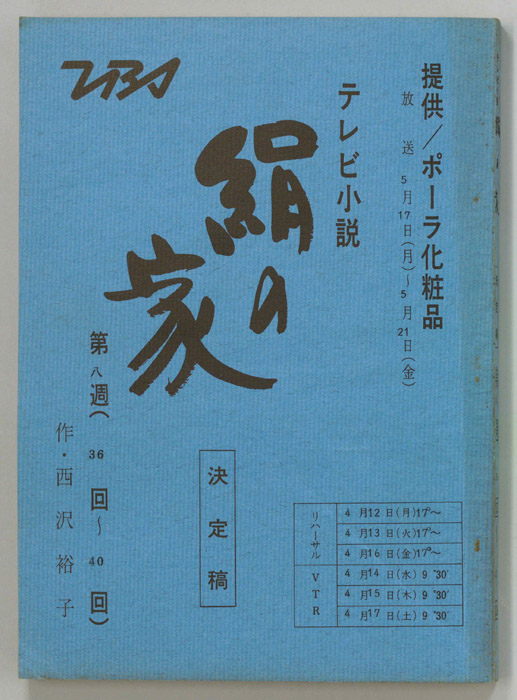 TBS
提供/ポーラ化粧品
放送 5月17日(月)~5月21日(金)
テレビ小説
絹の家
第八週(36回~40回)
作・西沢裕子
決定稿
リハーサル
4月12日(月)17°~
4月13日(火)17°~
4月16日(金)17°~
VTR
4月14日(水)9°30′
4月15日(木)9°30′
4月17日(土)9°30′